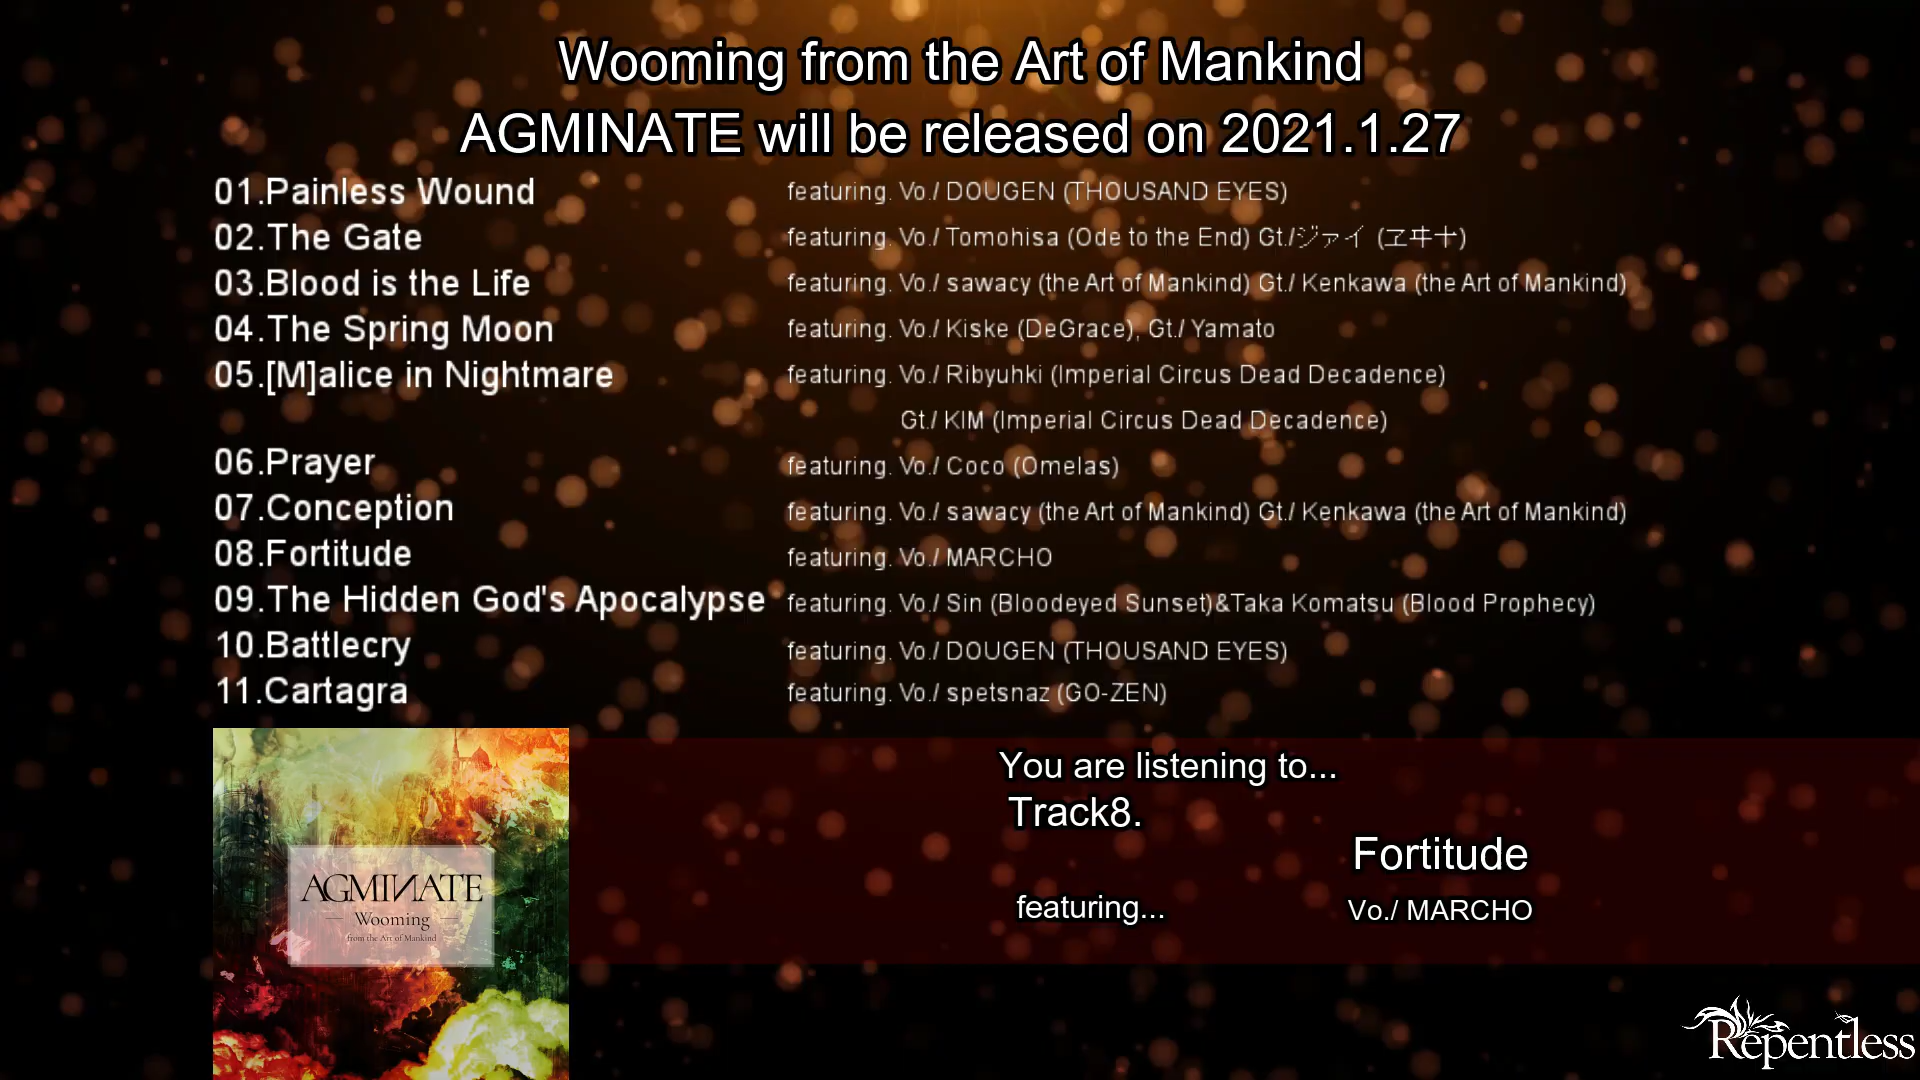 Wooming from the Art of Mankind
AGMINATE will be released on 2021.1.27
01.Painless Wound featuring. Vo./ DOUGEN (THOUSAND EYES)
02.The Gate featuring. Vo./ Tomohisa (Ode to the End) Gt./ジァイ (ヱヰ十)
03.Blood is the Life featuring. Vo./ sawacy (the Art of Mankind) Gt./ Kenkawa (the Art of Mankind)
04.The Spring Moon featuring. Vo./ Kiske (DeGrace), Gt./ Yamato
05.[M]alice in Nightmare featuring. Vo./ Ribyuhki (Imperial Circus Dead Decadence)
Gt./ KIM (Imperial Circus Dead Decadence)
06.Prayer featuring. Vo./ Coco (Omelas)
07.Conception featuring. Vo./ sawacy (the Art of Mankind) Gt./ Kenkawa (the Art of Mankind)
08.Fortitude featuring. Vo./ MARCHO
09.The Hidden God's Apocalypse featuring. Vo./ Sin (Bloodeyed Sunset)&Taka Komatsu (Blood Prophecy)
10.Battlecry featuring. Vo./ DOUGEN (THOUSAND EYES)
11.Cartagra featuring. Vo./ spetsnaz (GO-ZEN)
AGMIИATE
Wooming
from the Art of Mankind
You are listening to...
Track8.
Fortitude
featuring... Vo./ MARCHO
Repentless